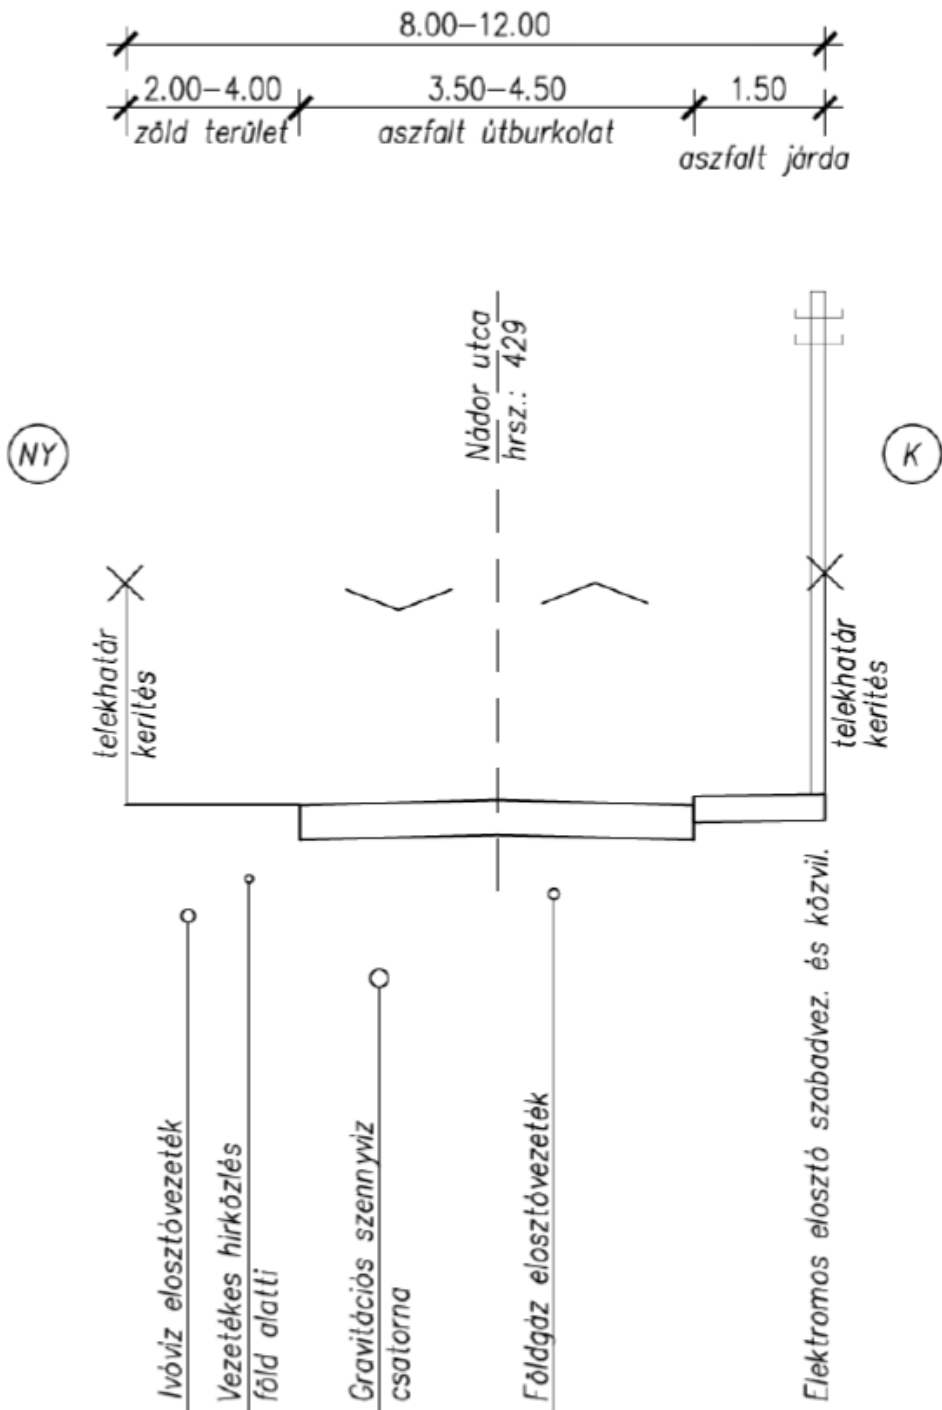 8.00–12.00
2.00–4.00
3.50–4.50
1.50
zöld terület
aszfalt útburkolat
aszfalt járda
Nádor utca
hrsz.: 429
NY
K
telekhatár
kerítés
telekhatár
kerítés
Ivóvíz elosztóvezeték
Vezetékes hírközlés
föld alatti
Gravitációs szennyvíz
csatorna
Földgáz elosztóvezeték
Elektromos elosztó szabadvez. és közvil.